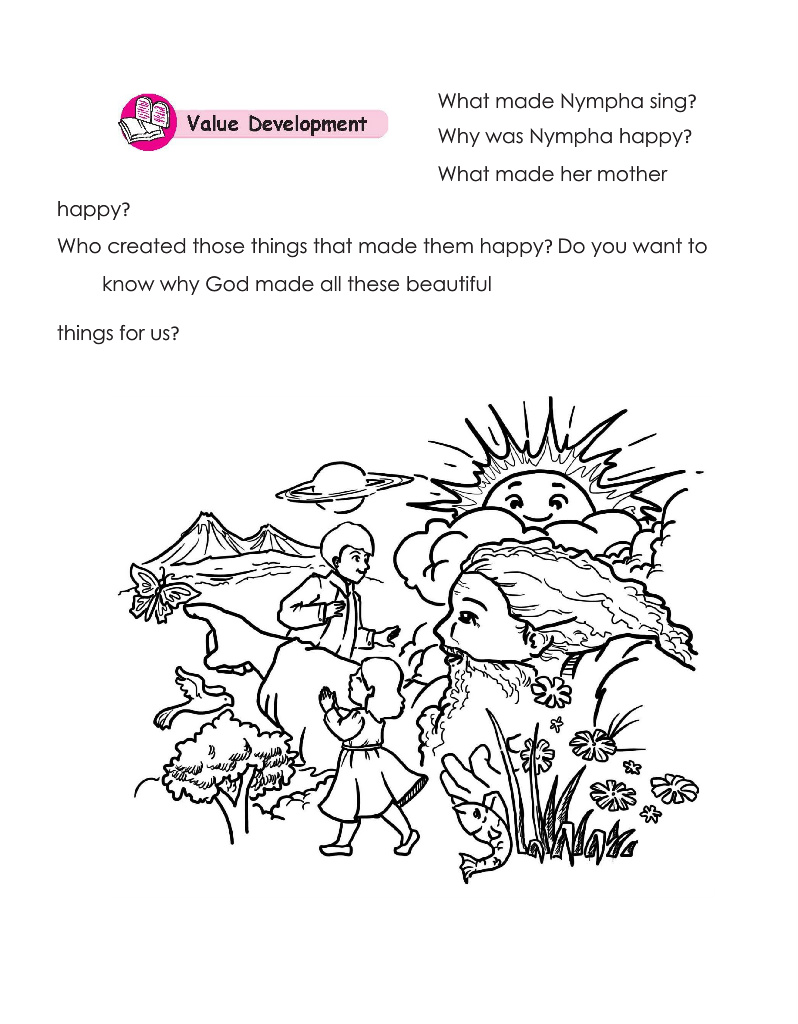 Value Development
What made Nympha sing?
Why was Nympha happy?
What made her mother
happy?
Who created those things that made them happy? Do you want to
know why God made all these beautiful
things for us?